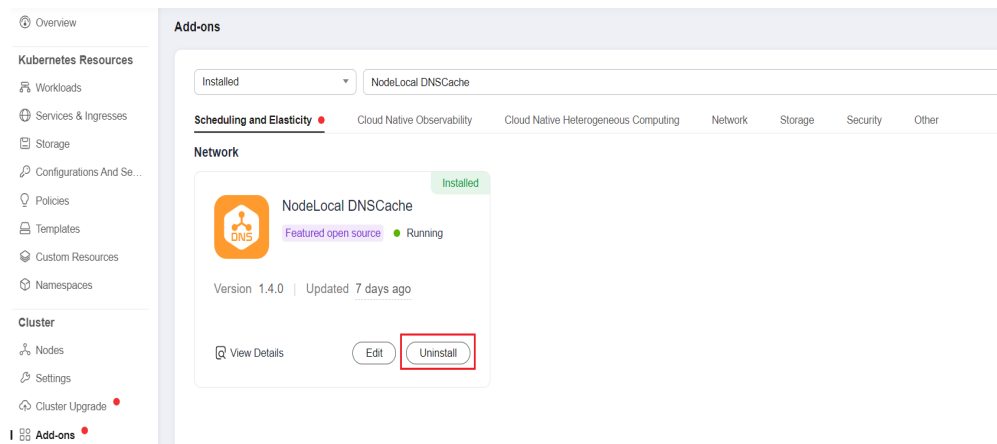 Overview
Kubernetes Resources
Workloads
Services & Ingresses
Storage
Configurations And Se...
Policies
Templates
Custom Resources
Namespaces
Cluster
Nodes
Settings
Cluster Upgrade
Add-ons
Add-ons
Installed NodeLocal DNSCache
Scheduling and Elasticity Cloud Native Observability Cloud Native Heterogeneous Computing Network Storage Security Other
Network
Installed
DNS
NodeLocal DNSCache
Featured open source Running
Version 1.4.0 | Updated 7 days ago
View Details Edit Uninstall